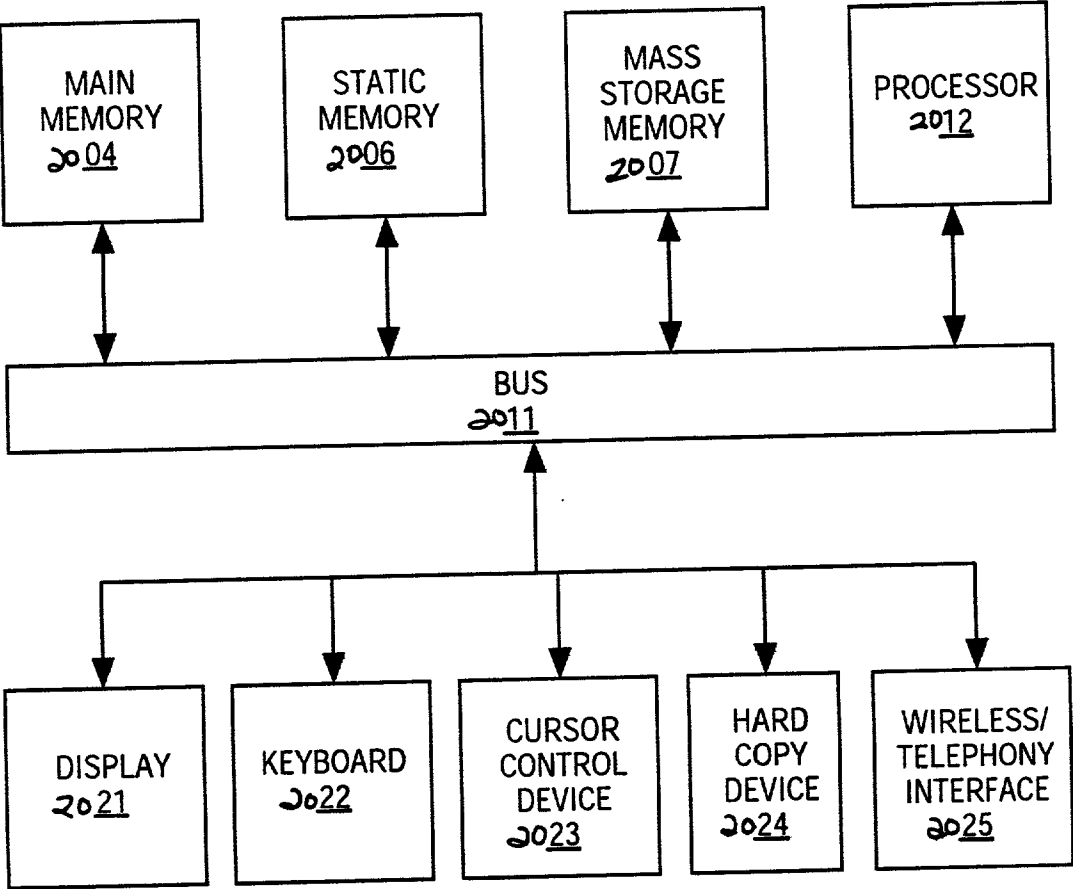 MAIN
MEMORY
2004
STATIC
MEMORY
2006
MASS
STORAGE
MEMORY
2007
PROCESSOR
2012
BUS
2011
DISPLAY
2021
KEYBOARD
2022
CURSOR
CONTROL
DEVICE
2023
HARD
COPY
DEVICE
2024
WIRELESS/
TELEPHONY
INTERFACE
2025